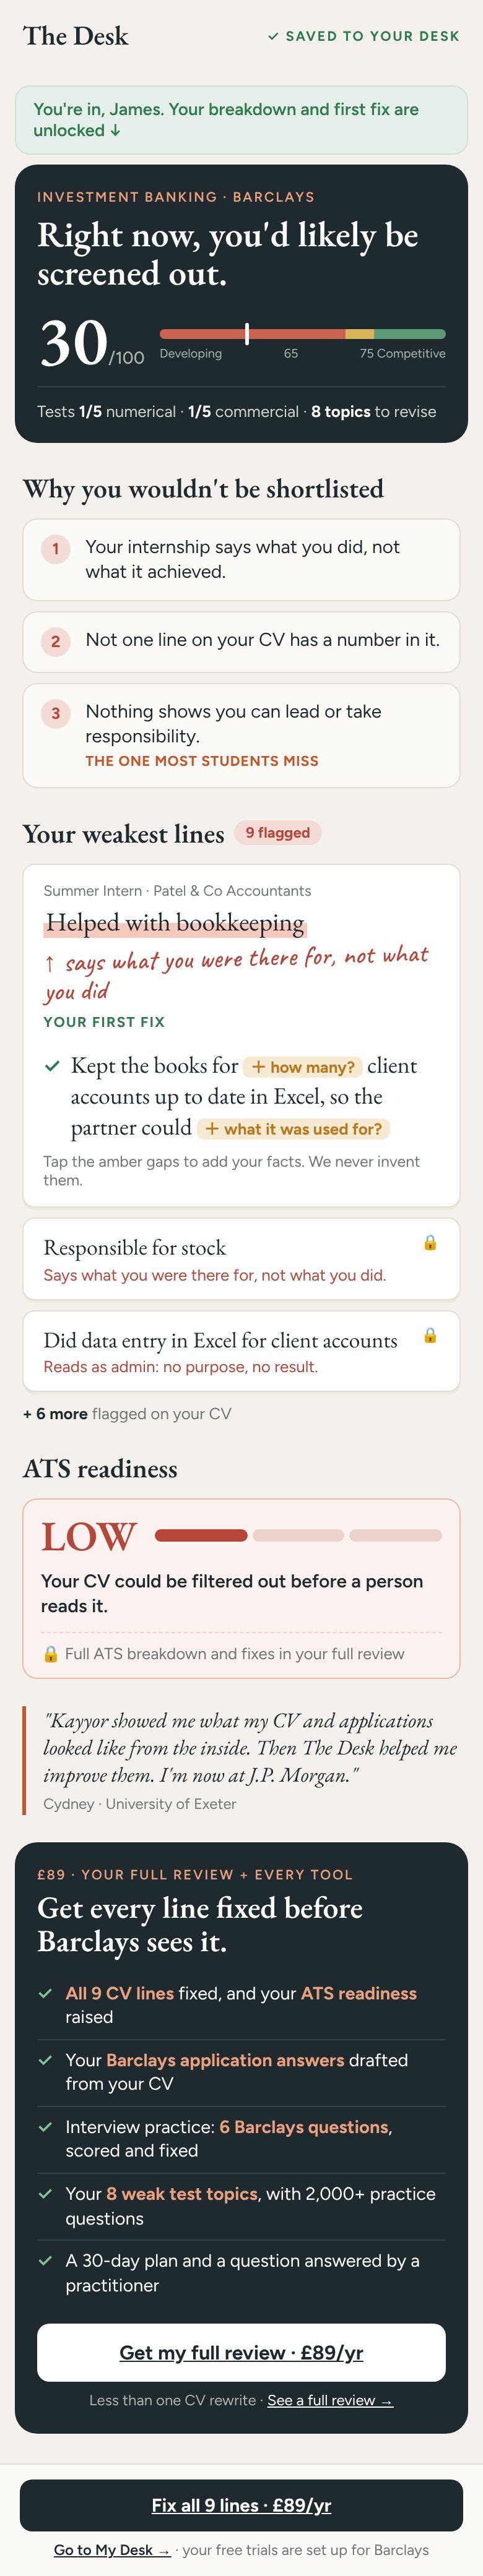 The Desk
✓ SAVED TO YOUR DESK
You're in, James. Your breakdown and first fix are
unlocked ↓
INVESTMENT BANKING · BARCLAYS
Right now, you'd likely be
screened out.
30/100
Developing 65 75 Competitive
Tests 1/5 numerical · 1/5 commercial · 8 topics to revise
Why you wouldn't be shortlisted
1 Your internship says what you did, not
what it achieved.
2 Not one line on your CV has a number in it.
3 Nothing shows you can lead or take
responsibility.
THE ONE MOST STUDENTS MISS
Your weakest lines 9 flagged
Summer Intern · Patel & Co Accountants
Helped with bookkeeping
↑ says what you were there for, not what
you did
YOUR FIRST FIX
✓ Kept the books for + how many? client
accounts up to date in Excel, so the
partner could + what it was used for?
Tap the amber gaps to add your facts. We never invent
them.
Responsible for stock 🔒
Says what you were there for, not what you did.
Did data entry in Excel for client accounts 🔒
Reads as admin: no purpose, no result.
+ 6 more flagged on your CV
ATS readiness
LOW
Your CV could be filtered out before a person
reads it.
🔒 Full ATS breakdown and fixes in your full review
"Kayyor showed me what my CV and applications
looked like from the inside. Then The Desk helped me
improve them. I'm now at J.P. Morgan."
Cydney · University of Exeter
£89 · YOUR FULL REVIEW + EVERY TOOL
Get every line fixed before
Barclays sees it.
✓ All 9 CV lines fixed, and your ATS readiness
raised
✓ Your Barclays application answers drafted
from your CV
✓ Interview practice: 6 Barclays questions,
scored and fixed
✓ Your 8 weak test topics, with 2,000+ practice
questions
✓ A 30-day plan and a question answered by a
practitioner
Get my full review · £89/yr
Less than one CV rewrite · See a full review →
Fix all 9 lines · £89/yr
Go to My Desk → · your free trials are set up for Barclays